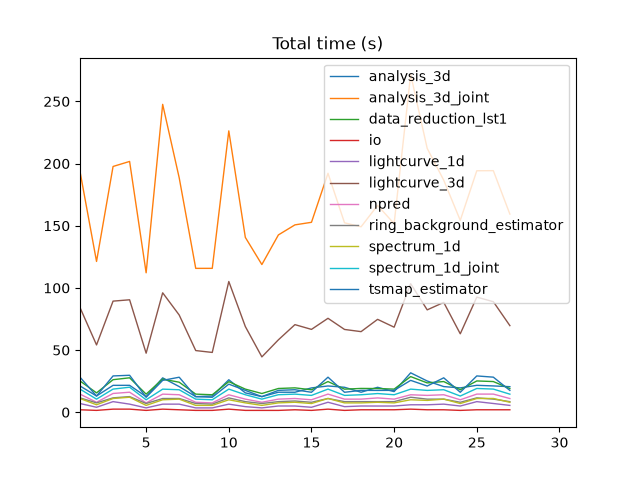 Total time (s)
250
200
150
100
50
0
5
10
15
20
25
30
analysis_3d
analysis_3d_joint
data_reduction_lst1
io
lightcurve_1d
lightcurve_3d
npred
ring_background_estimator
spectrum_1d
spectrum_1d_joint
tsmap_estimator